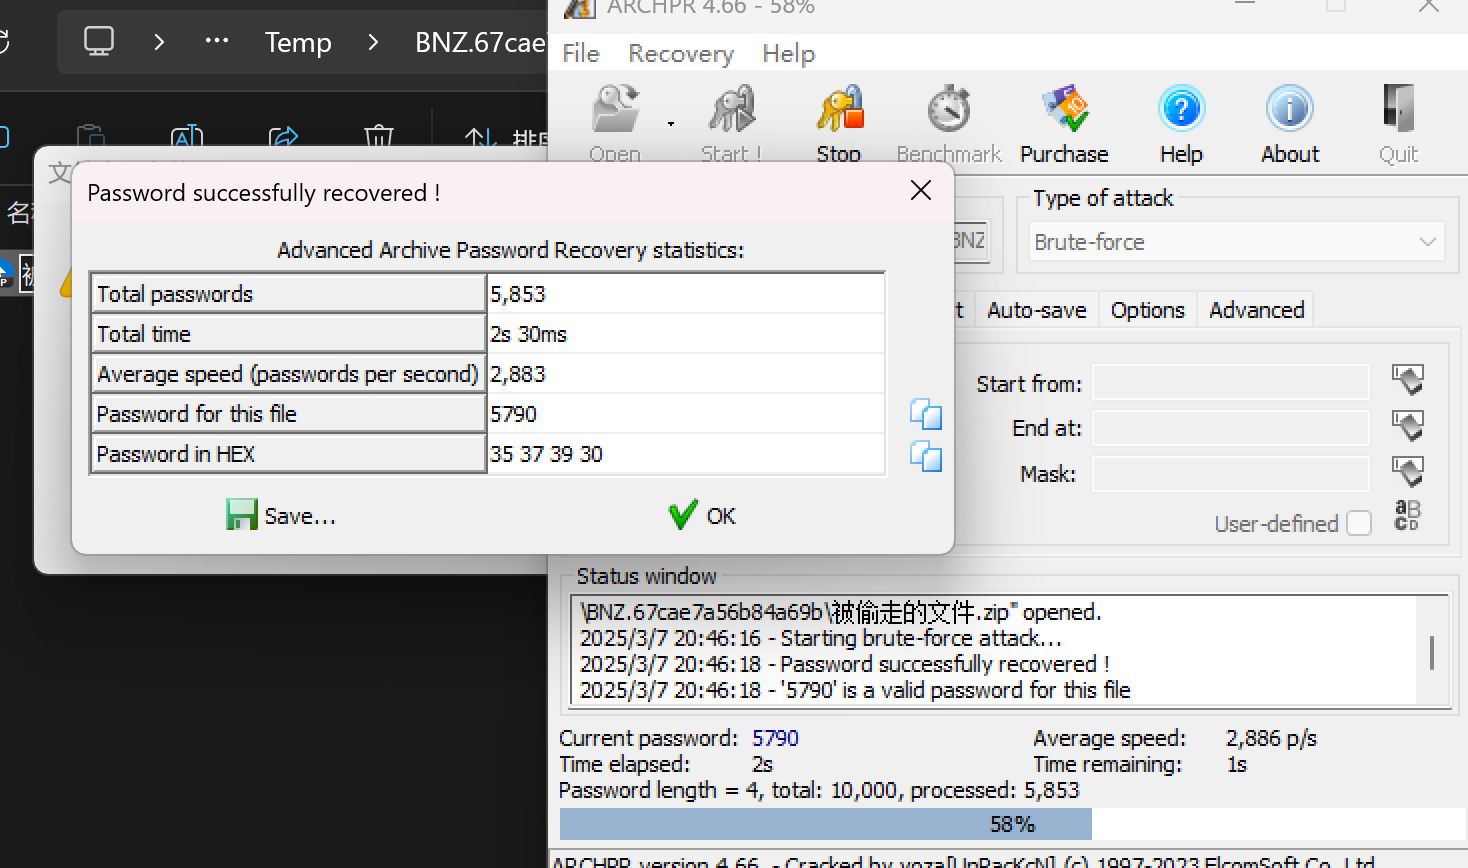 ARCHPR 4.66 - 58%
··· Temp BNZ.67cae
File Recovery Help
Open Start ! Stop Benchmark Purchase Help About Quit
Password successfully recovered !
Advanced Archive Password Recovery statistics:
Total passwords 5,853
Total time 2s 30ms
Average speed (passwords per second) 2,883
Password for this file 5790
Password in HEX 35 37 39 30
Save... OK
BNZ
Type of attack
Brute-force
Auto-save Options Advanced
Start from:
End at:
Mask:
User-defined
Status window
\BNZ.67cae7a56b84a69b\被偷走的文件.zip" opened.
2025/3/7 20:46:16 - Starting brute-force attack...
2025/3/7 20:46:18 - Password successfully recovered !
2025/3/7 20:46:18 - '5790' is a valid password for this file
Current password: 5790 Average speed: 2,886 p/s
Time elapsed: 2s Time remaining: 1s
Password length = 4, total: 10,000, processed: 5,853
58%
ARCHPR version 4.66 - Cracked by yoza[UnPacKcN] (c) 1997-2023 ElcomSoft Co. Ltd.